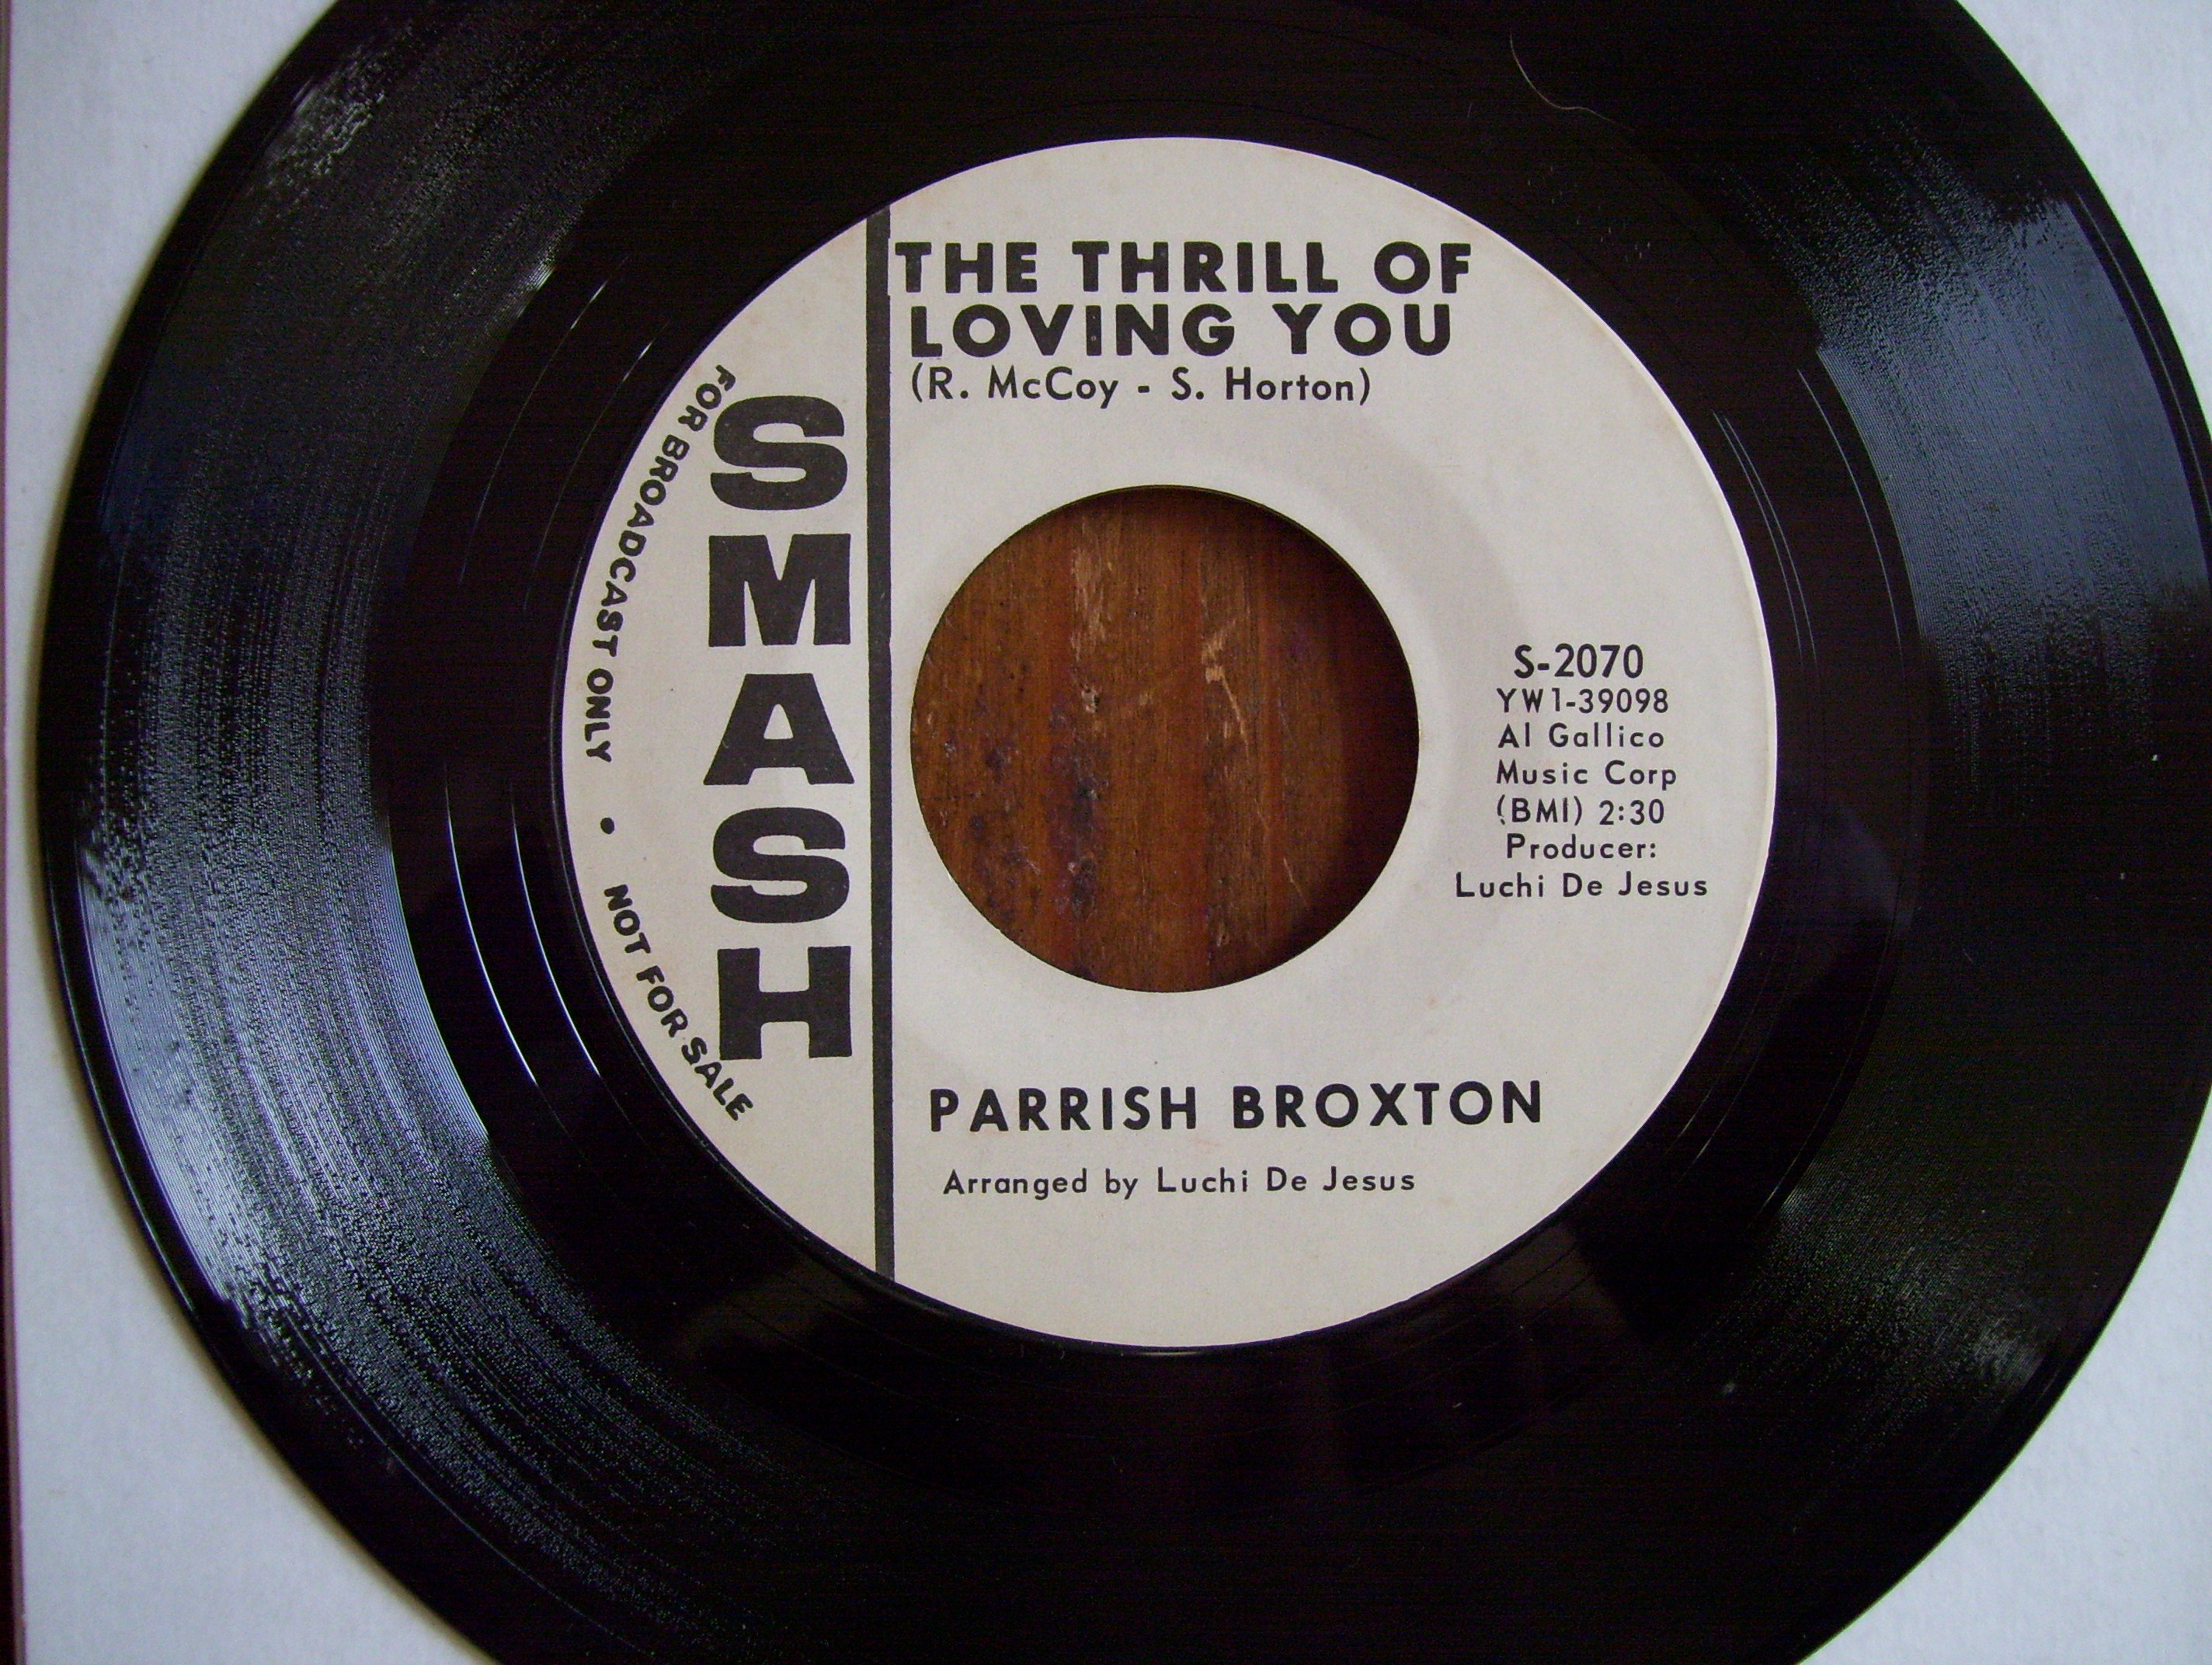 THE THRILL OF
LOVING YOU
(R. McCoy - S. Horton)
SMASH
FOR BROADCAST ONLY • NOT FOR SALE
S-2070
YW1-39098
Al Gallico
Music Corp
(BMI) 2:30
Producer:
Luchi De Jesus
PARRISH BROXTON
Arranged by Luchi De Jesus